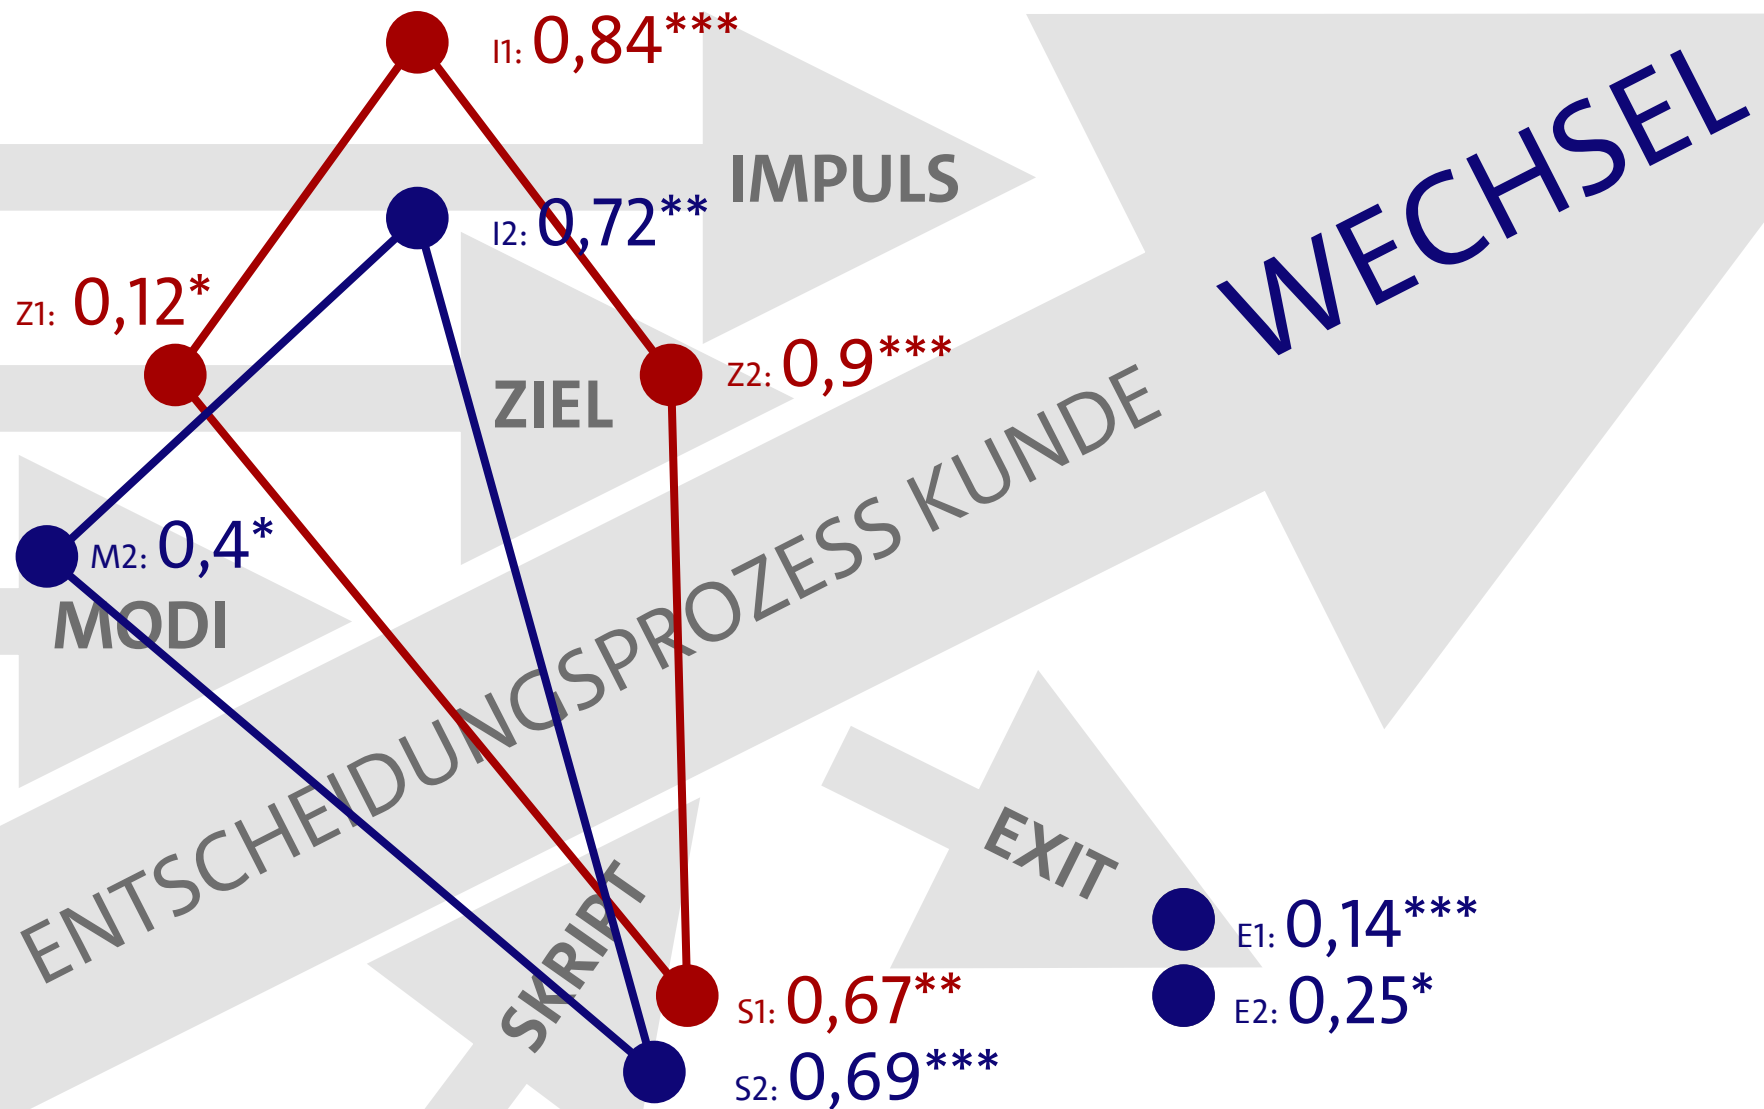 I1: 0,84***
WECHSEL
IMPULS
I2: 0,72**
Z1: 0,12*
Z2: 0,9***
ZIEL
M2: 0,4*
MODI
ENTSCHEIDUNGSPROZESS KUNDE
EXIT
SKRIPT
E1: 0,14***
S1: 0,67**
E2: 0,25*
S2: 0,69***